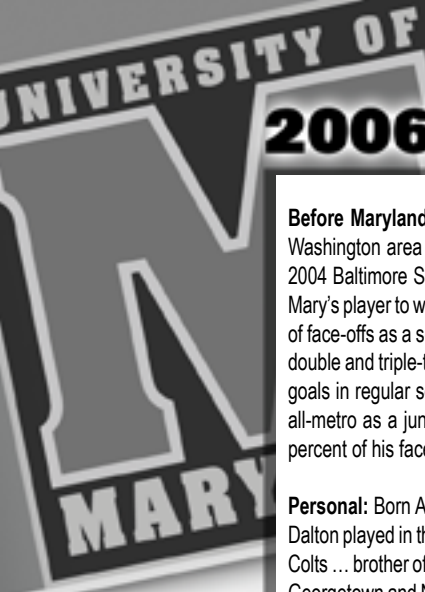 UNIVERSITY OF
2006
MARY
Before Maryland
Washington area
2004 Baltimore S
Mary's player to w
of face-offs as a s
double and triple-t
goals in regular s
all-metro as a jun
percent of his face
Personal: Born A
Dalton played in th
Colts … brother of
Georgetown and N